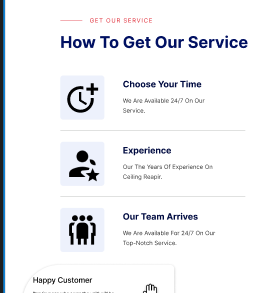 GET OUR SERVICE
How To Get Our Service
Choose Your Time
We Are Available 24/7 On Our
Service.
Experience
Our The Years Of Experience On
Ceiling Reapir.
Our Team Arrives
We Are Available For 24/7 On Our
Top-Notch Service.
Happy Customer